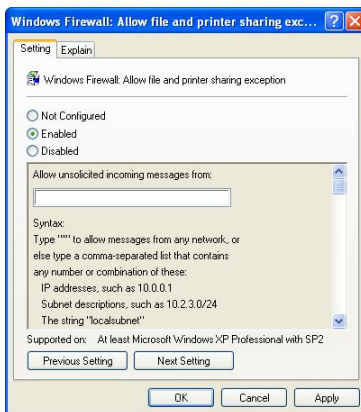 Windows Firewall: Allow file and printer sharing exc...
Setting Explain
Windows Firewall: Allow file and printer sharing exception
Not Configured
Enabled
Disabled
Allow unsolicited incoming messages from:
Syntax:
Type "*" to allow messages from any network, or
else type a comma-separated list that contains
any number or combination of these:
IP addresses, such as 10.0.0.1
Subnet descriptions, such as 10.2.3.0/24
The string "localsubnet"
Supported on: At least Microsoft Windows XP Professional with SP2
Previous Setting Next Setting
OK Cancel Apply